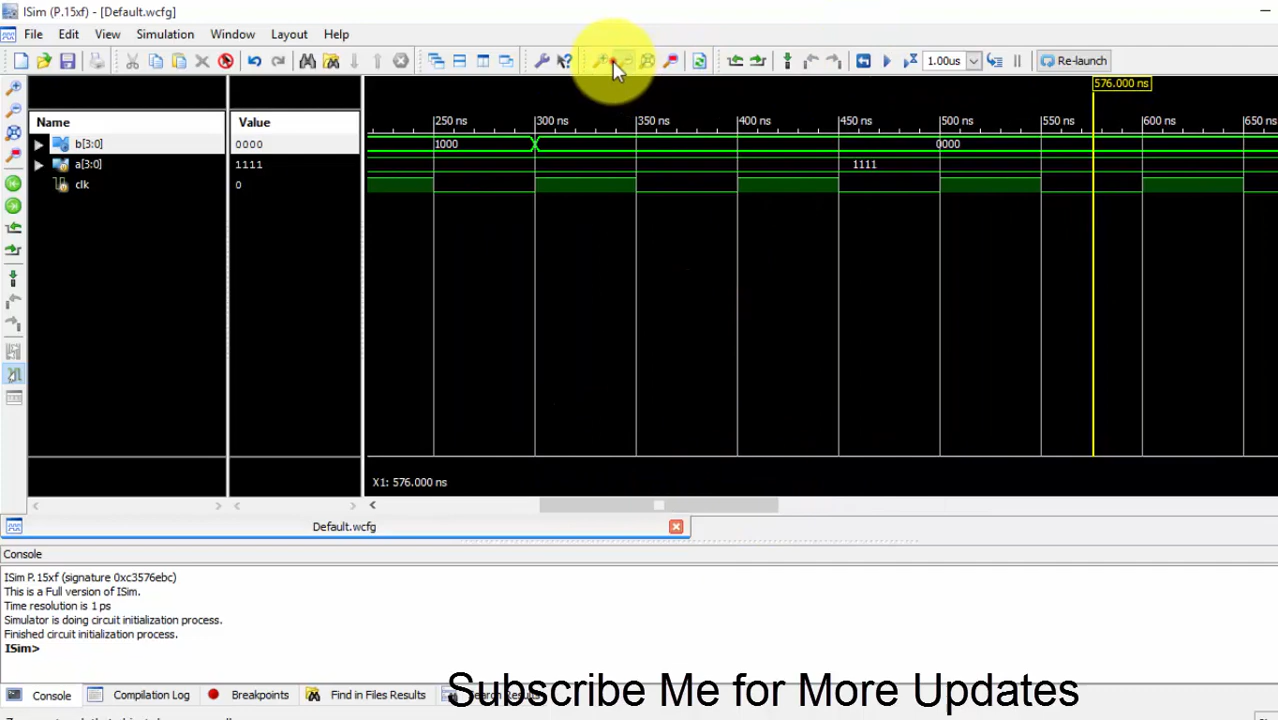 ISim (P.15xf) - [Default.wcfg]
File Edit View Simulation Window Layout Help
1.00us Re-launch
576.000 ns
Name Value 250 ns 300 ns 350 ns 400 ns 450 ns 500 ns 550 ns 600 ns 650 ns
b[3:0] 0000 1000 0000
a[3:0] 1111 1111
clk 0
X1: 576.000 ns
Default.wcfg
Console
ISim P.15xf (signature 0xc3576ebc)
This is a Full version of ISim.
Time resolution is 1 ps
Simulator is doing circuit initialization process.
Finished circuit initialization process.
ISim>
Console Compilation Log Breakpoints Find in Files Results
Subscribe Me for More Updates